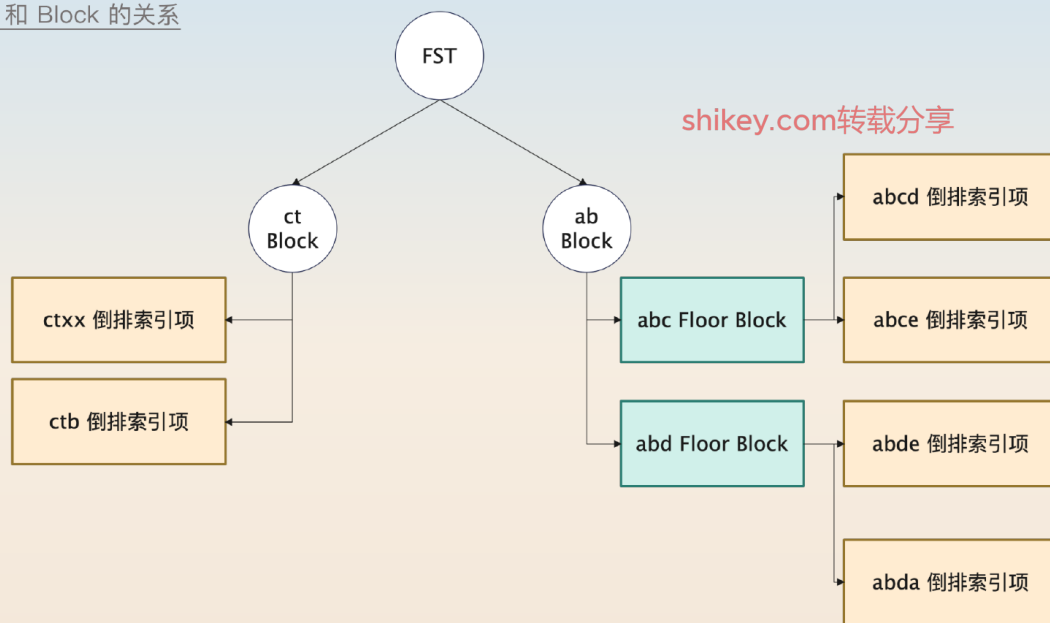 和 Block 的关系
FST
shikey.com转载分享
ct
Block
ab
Block
abcd 倒排索引项
ctxx 倒排索引项
abc Floor Block
abce 倒排索引项
ctb 倒排索引项
abd Floor Block
abde 倒排索引项
abda 倒排索引项